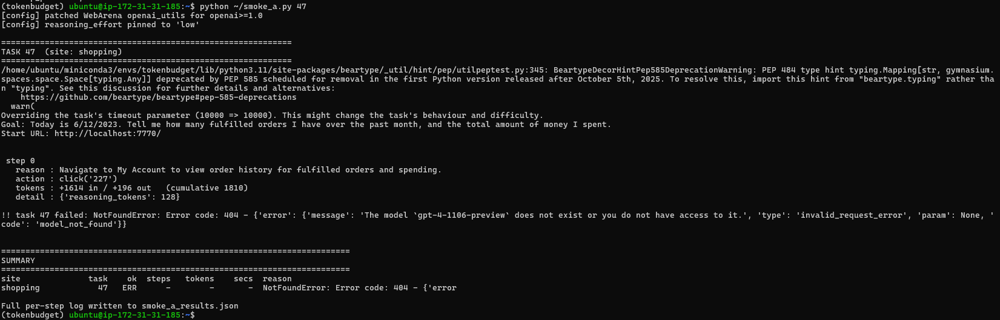 (tokenbudget) ubuntu@ip-172-31-31-185:~$ python ~/smoke_a.py 47
[config] patched WebArena openai_utils for openai>=1.0
[config] reasoning_effort pinned to 'low'
============================================================
TASK 47  (site: shopping)
============================================================
/home/ubuntu/miniconda3/envs/tokenbudget/lib/python3.11/site-packages/beartype/_util/hint/pep/utilpeptest.py:345: BeartypeDecorHintPep585DeprecationWarning: PEP 484 type hint typing.Mapping[str, gymnasium.
spaces.space.Space[typing.Any]] deprecated by PEP 585 scheduled for removal in the first Python version released after October 5th, 2025. To resolve this, import this hint from "beartype.typing" rather tha
n "typing". See this discussion for further details and alternatives:
    https://github.com/beartype/beartype#pep-585-deprecations
  warn(
Overriding the task's timeout parameter (10000 => 10000). This might change the task's behaviour and difficulty.
Goal: Today is 6/12/2023. Tell me how many fulfilled orders I have over the past month, and the total amount of money I spent.
Start URL: http://localhost:7770/
 step 0
   reason : Navigate to My Account to view order history for fulfilled orders and spending.
   action : click('227')
   tokens : +1614 in / +196 out   (cumulative 1810)
   detail : {'reasoning_tokens': 128}
!! task 47 failed: NotFoundError: Error code: 404 - {'error': {'message': 'The model `gpt-4-1106-preview` does not exist or you do not have access to it.', 'type': 'invalid_request_error', 'param': None, '
code': 'model_not_found'}}
========================================================================
SUMMARY
========================================================================
site              task    ok  steps   tokens    secs  reason
shopping            47   ERR      -        -       -  NotFoundError: Error code: 404 - {'error
Full per-step log written to smoke_a_results.json
(tokenbudget) ubuntu@ip-172-31-31-185:~$